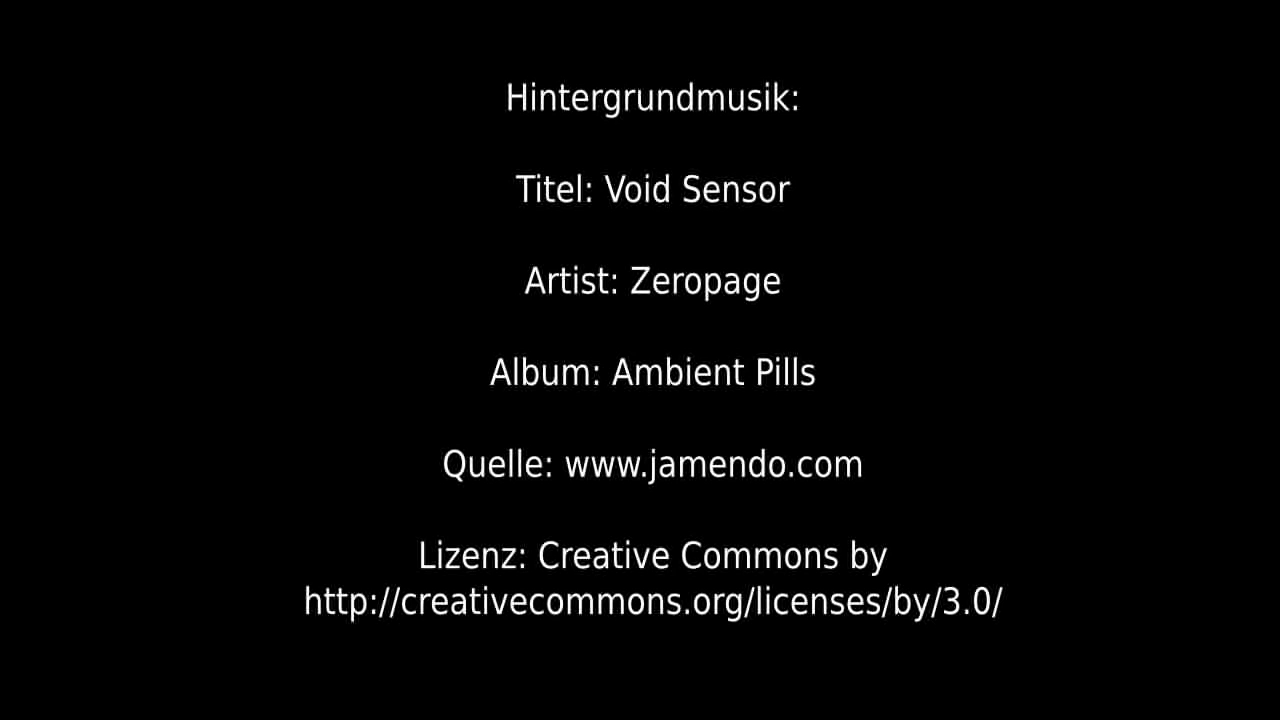 Hintergrundmusik:
Titel: Void Sensor
Artist: Zeropage
Album: Ambient Pills
Quelle: www.jamendo.com
Lizenz: Creative Commons by
http://creativecommons.org/licenses/by/3.0/